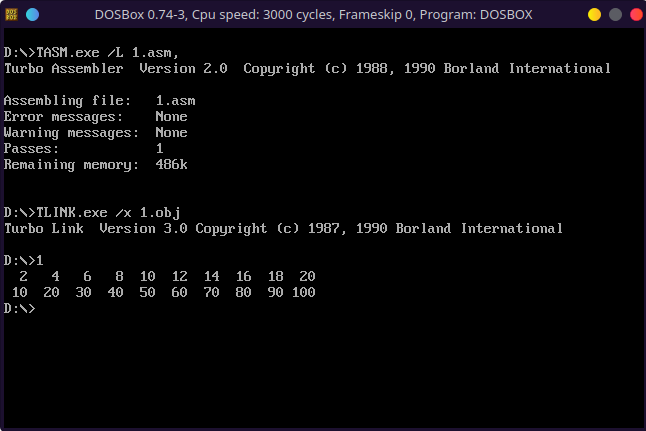 DOSBox 0.74-3, Cpu speed: 3000 cycles, Frameskip 0, Program: DOSBOX
D:\>TASM.exe /L 1.asm,
Turbo Assembler  Version 2.0  Copyright (c) 1988, 1990 Borland International
Assembling file:   1.asm
Error messages:    None
Warning messages:  None
Passes:            1
Remaining memory:  486k
D:\>TLINK.exe /x 1.obj
Turbo Link  Version 3.0 Copyright (c) 1987, 1990 Borland International
D:\>1
  2   4   6   8  10  12  14  16  18  20
 10  20  30  40  50  60  70  80  90 100
D:\>